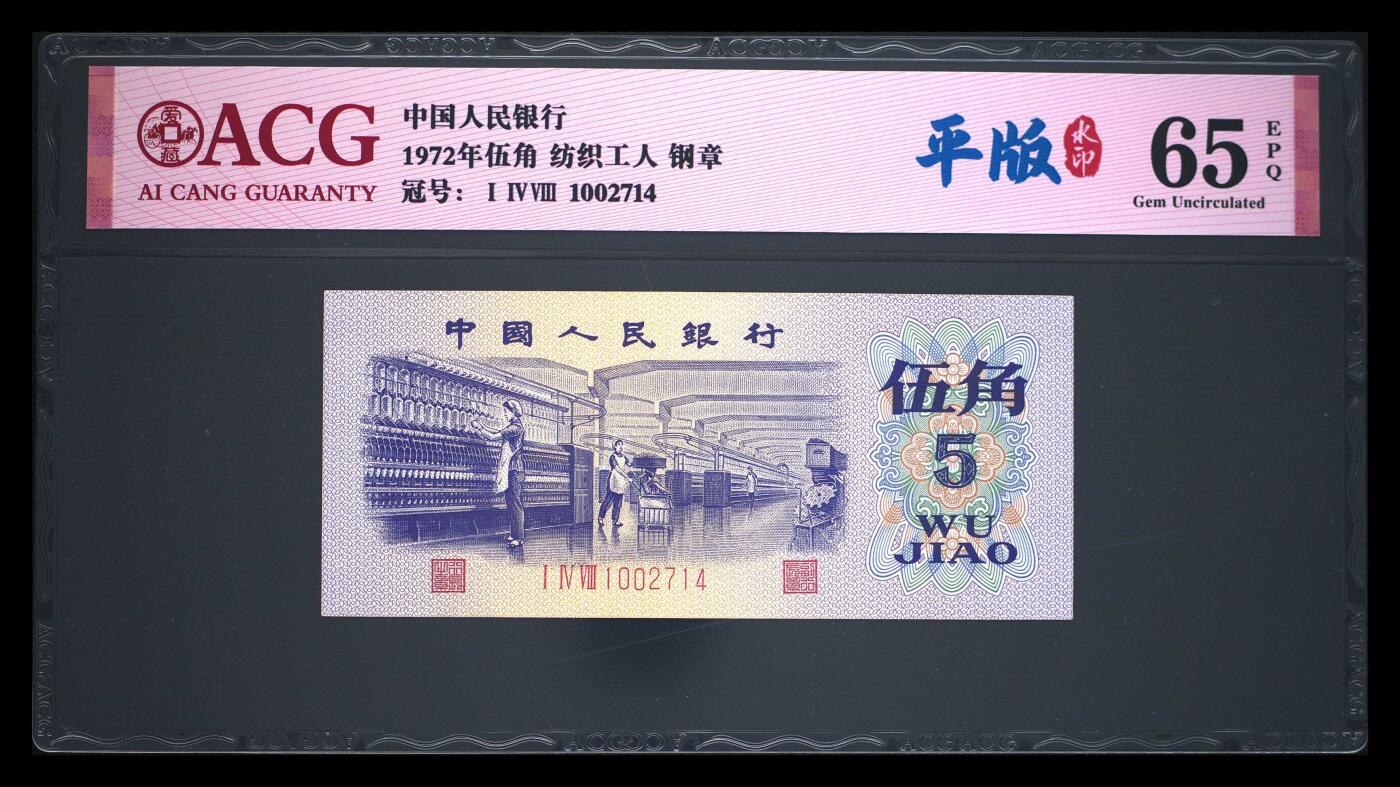 ACG
AI CANG GUARANTY
中国人民银行
1972年伍角 纺织工人 钢章
冠号： Ⅰ Ⅳ Ⅷ 1002714
平版 水印
65 EPQ
Gem Uncirculated
中國人民銀行
伍角
5
WU
JIAO
Ⅰ Ⅳ Ⅷ 1002714